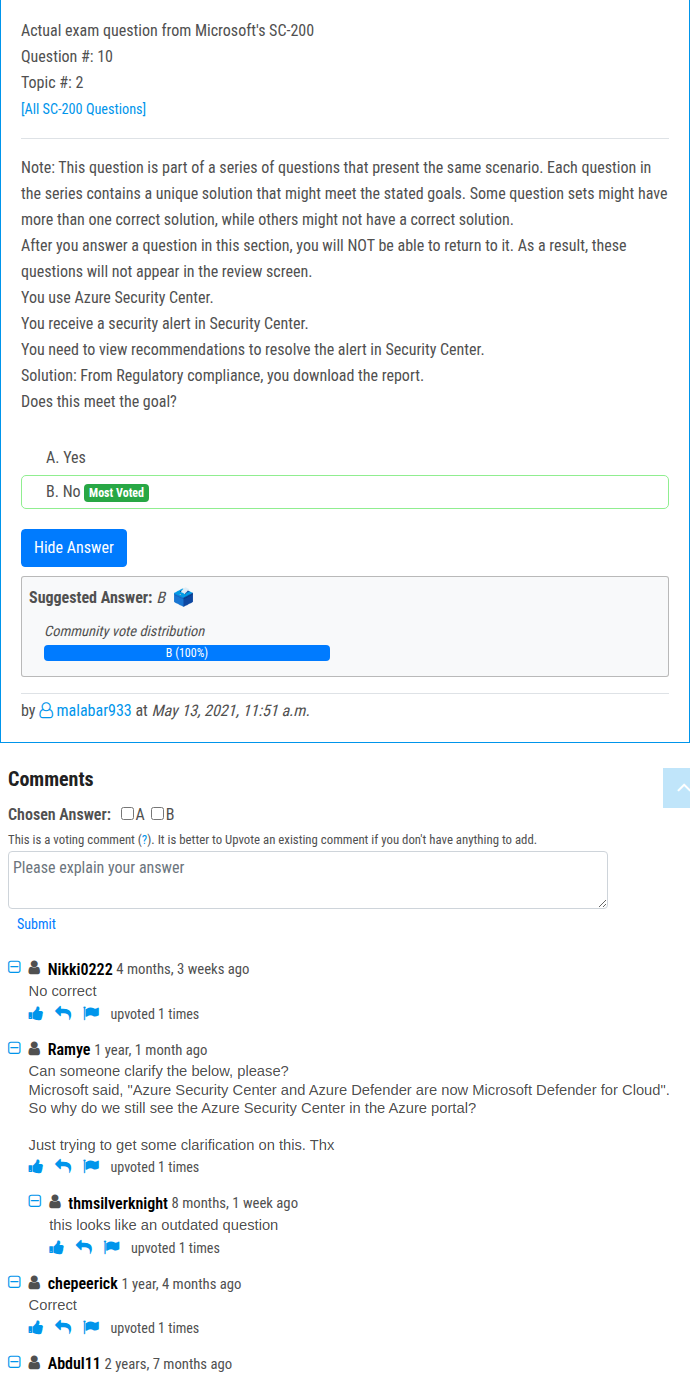 Actual exam question from Microsoft's SC-200
Question #: 10
Topic #: 2
[All SC-200 Questions]
Note: This question is part of a series of questions that present the same scenario. Each question in
the series contains a unique solution that might meet the stated goals. Some question sets might have
more than one correct solution, while others might not have a correct solution.
After you answer a question in this section, you will NOT be able to return to it. As a result, these
questions will not appear in the review screen.
You use Azure Security Center.
You receive a security alert in Security Center.
You need to view recommendations to resolve the alert in Security Center.
Solution: From Regulatory compliance, you download the report.
Does this meet the goal?
A. Yes
B. No Most Voted
Hide Answer
Suggested Answer: B
Community vote distribution
B (100%)
by malabar933 at May 13, 2021, 11:51 a.m.
Comments
Chosen Answer: A B
This is a voting comment (?). It is better to Upvote an existing comment if you don't have anything to add.
Please explain your answer
Submit
Nikki0222 4 months, 3 weeks ago
No correct
upvoted 1 times
Ramye 1 year, 1 month ago
Can someone clarify the below, please?
Microsoft said, "Azure Security Center and Azure Defender are now Microsoft Defender for Cloud".
So why do we still see the Azure Security Center in the Azure portal?
Just trying to get some clarification on this. Thx
upvoted 1 times
thmsilverknight 8 months, 1 week ago
this looks like an outdated question
upvoted 1 times
chepeerick 1 year, 4 months ago
Correct
upvoted 1 times
Abdul11 2 years, 7 months ago